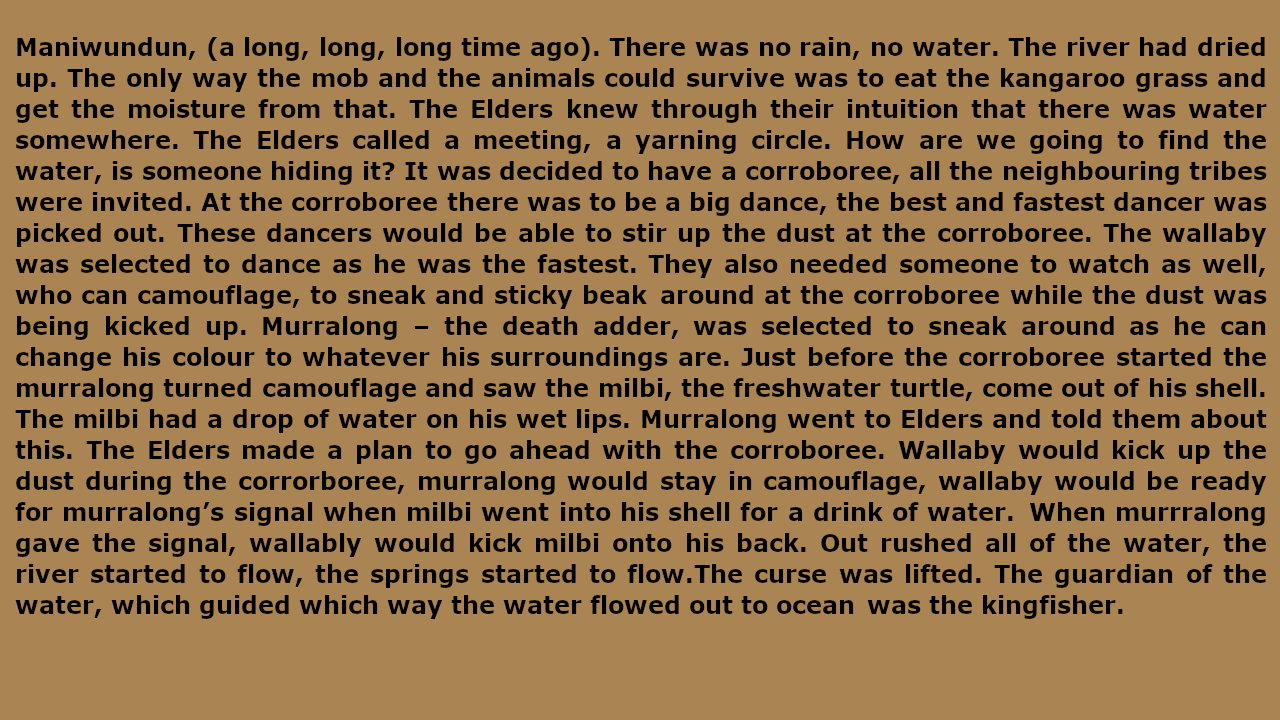 Maniwundun, (a long, long, long time ago). There was no rain, no water. The river had dried
up. The only way the mob and the animals could survive was to eat the kangaroo grass and
get the moisture from that. The Elders knew through their intuition that there was water
somewhere. The Elders called a meeting, a yarning circle. How are we going to find the
water, is someone hiding it? It was decided to have a corroboree, all the neighbouring tribes
were invited. At the corroboree there was to be a big dance, the best and fastest dancer was
picked out. These dancers would be able to stir up the dust at the corroboree. The wallaby
was selected to dance as he was the fastest. They also needed someone to watch as well,
who can camouflage, to sneak and sticky beak around at the corroboree while the dust was
being kicked up. Murralong – the death adder, was selected to sneak around as he can
change his colour to whatever his surroundings are. Just before the corroboree started the
murralong turned camouflage and saw the milbi, the freshwater turtle, come out of his shell.
The milbi had a drop of water on his wet lips. Murralong went to Elders and told them about
this. The Elders made a plan to go ahead with the corroboree. Wallaby would kick up the
dust during the corrorboree, murralong would stay in camouflage, wallaby would be ready
for murralong’s signal when milbi went into his shell for a drink of water. When murrralong
gave the signal, wallably would kick milbi onto his back. Out rushed all of the water, the
river started to flow, the springs started to flow.The curse was lifted. The guardian of the
water, which guided which way the water flowed out to ocean was the kingfisher.